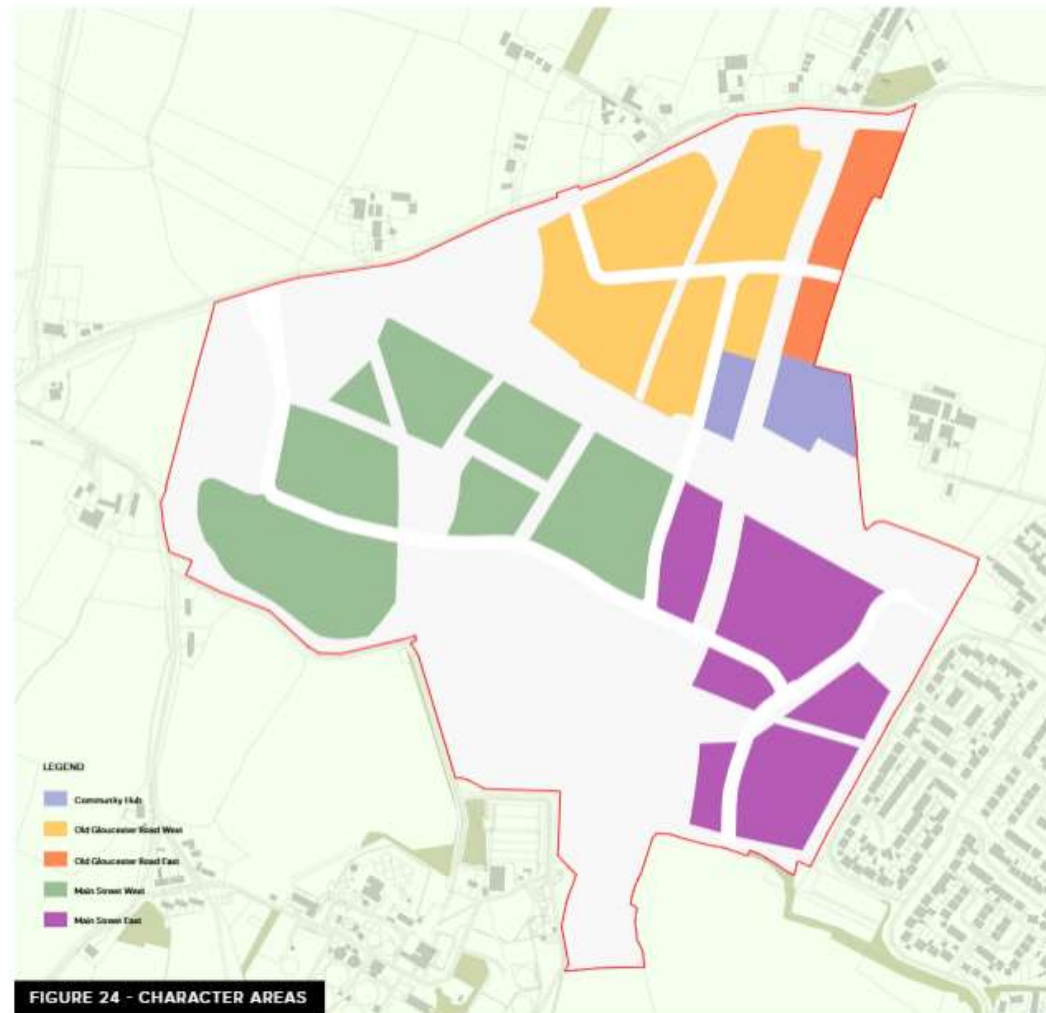 LEGEND
Community Hub
Old Gloucester Road West
Old Gloucester Road East
Main Street West
Main Street East
FIGURE 24 - CHARACTER AREAS